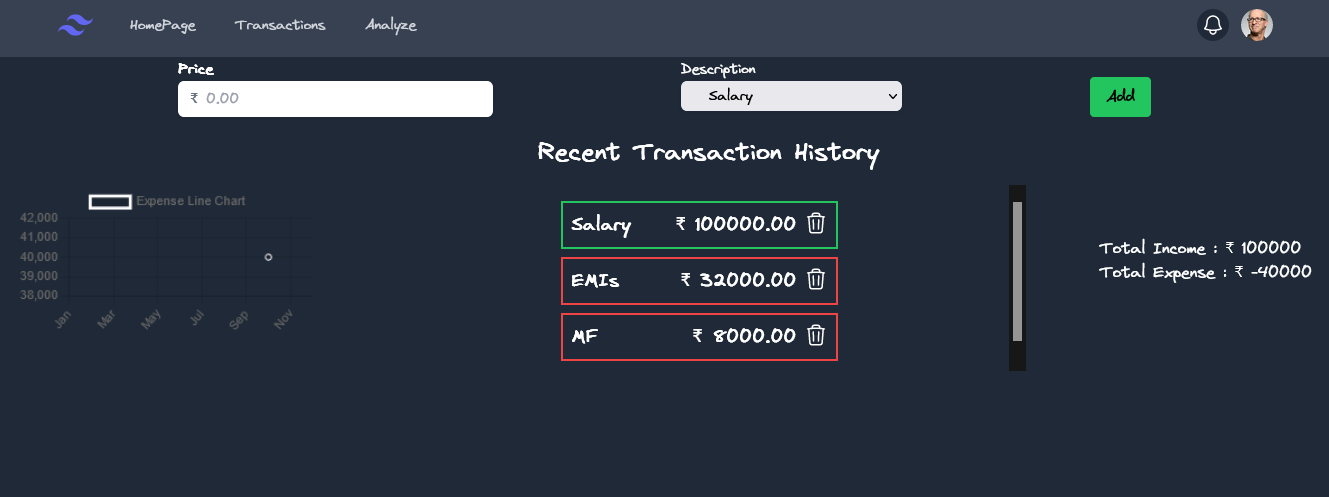 HomePage Transactions Analyze
Price
₹ 0.00
Description
Salary
Add
Recent Transaction History
Expense Line Chart
42,000
41,000
40,000
39,000
38,000
Jan Mar May Jul Sep Nov
Salary ₹ 100000.00
EMIs ₹ 32000.00
MF ₹ 8000.00
Total Income : ₹ 100000
Total Expense : ₹ -40000